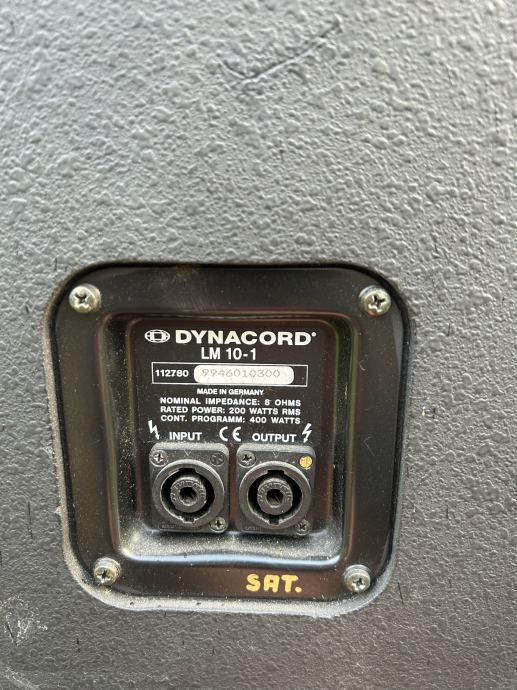 DYNACORD®
LM 10-1
112780 9946010300
MADE IN GERMANY
NOMINAL IMPEDANCE: 8 OHMS
RATED POWER: 200 WATTS RMS
CONT. PROGRAMM: 400 WATTS
INPUT CE OUTPUT
SAT.